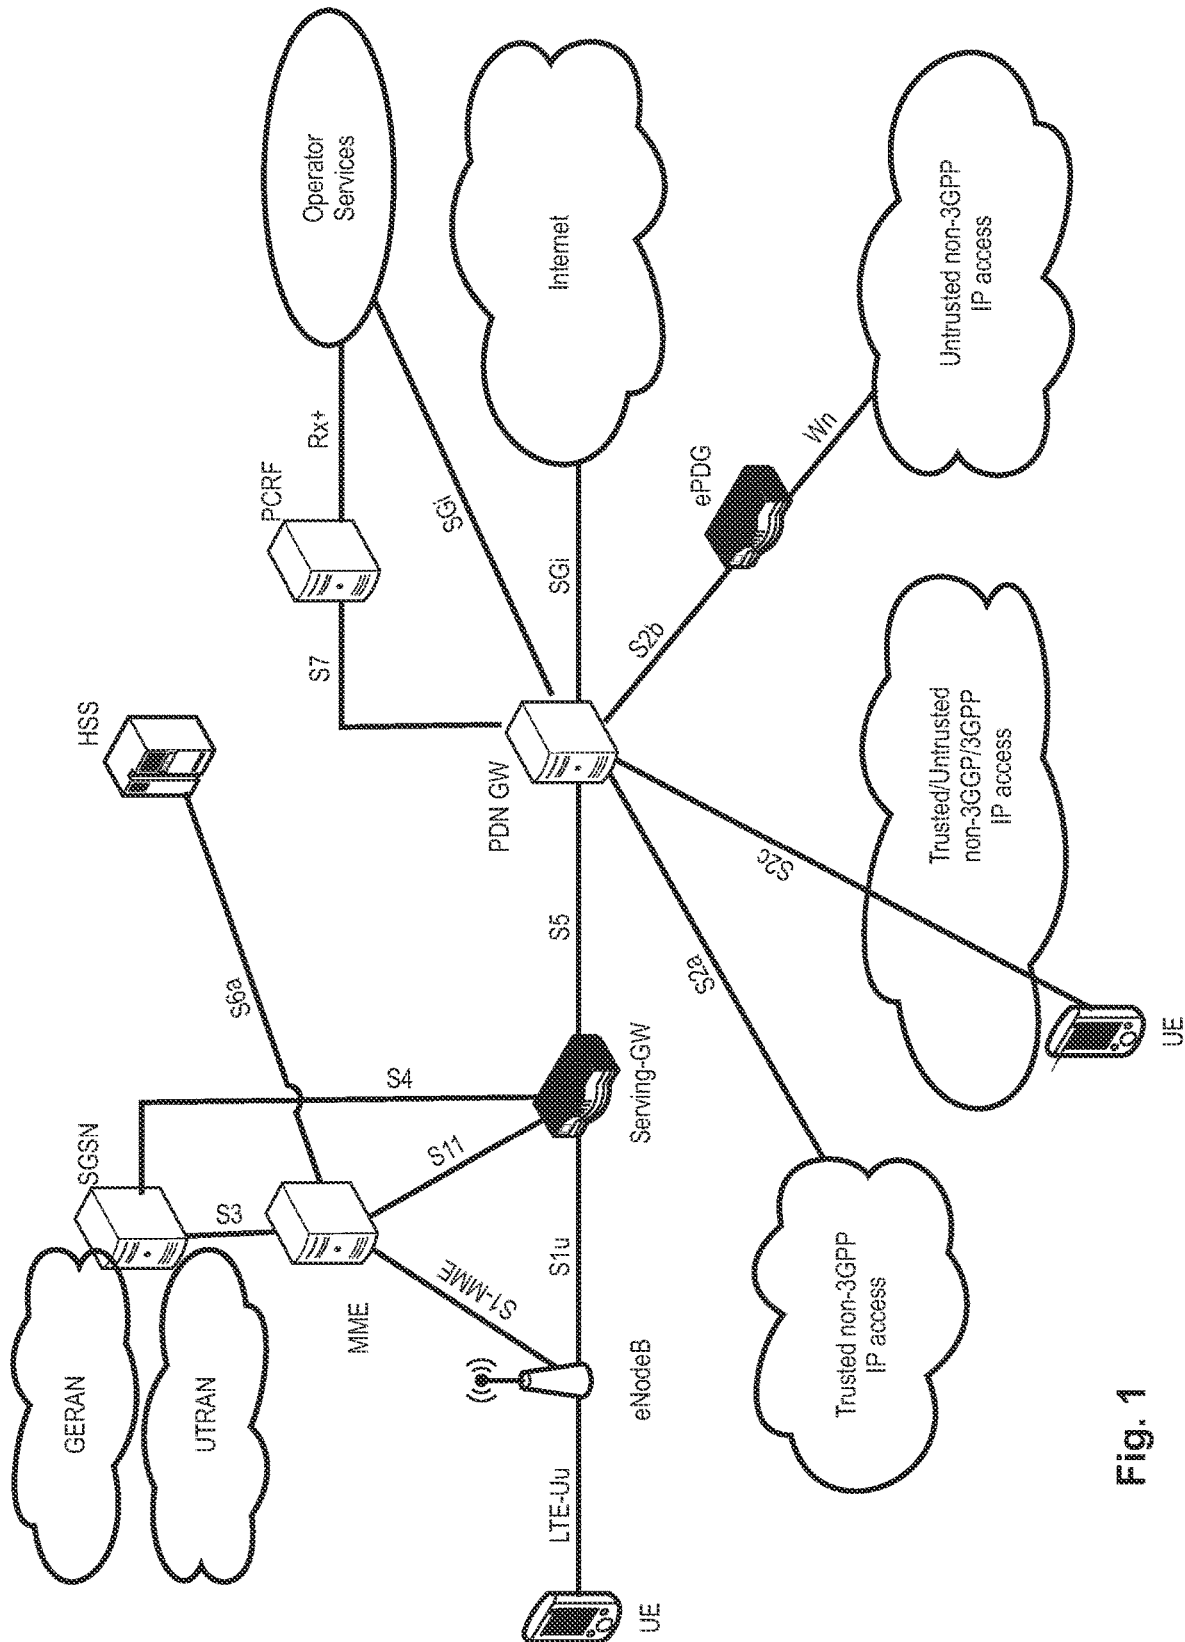 GERAN
UTRAN
SGSN
HSS
S3
S6a
MME
S4
S11
S1-MME
PCRF
S7
Rx+
Operator
Services
SGi
UE
LTE-Uu
eNodeB
S1u
Serving-GW
S5
PDN GW
SGi
Internet
S2a
S2c
S2b
ePDG
Wn
Trusted non-3GPP
IP access
Trusted/Untrusted
non-3GGP/3GPP
IP access
Untrusted non-3GPP
IP access
UE
Fig. 1